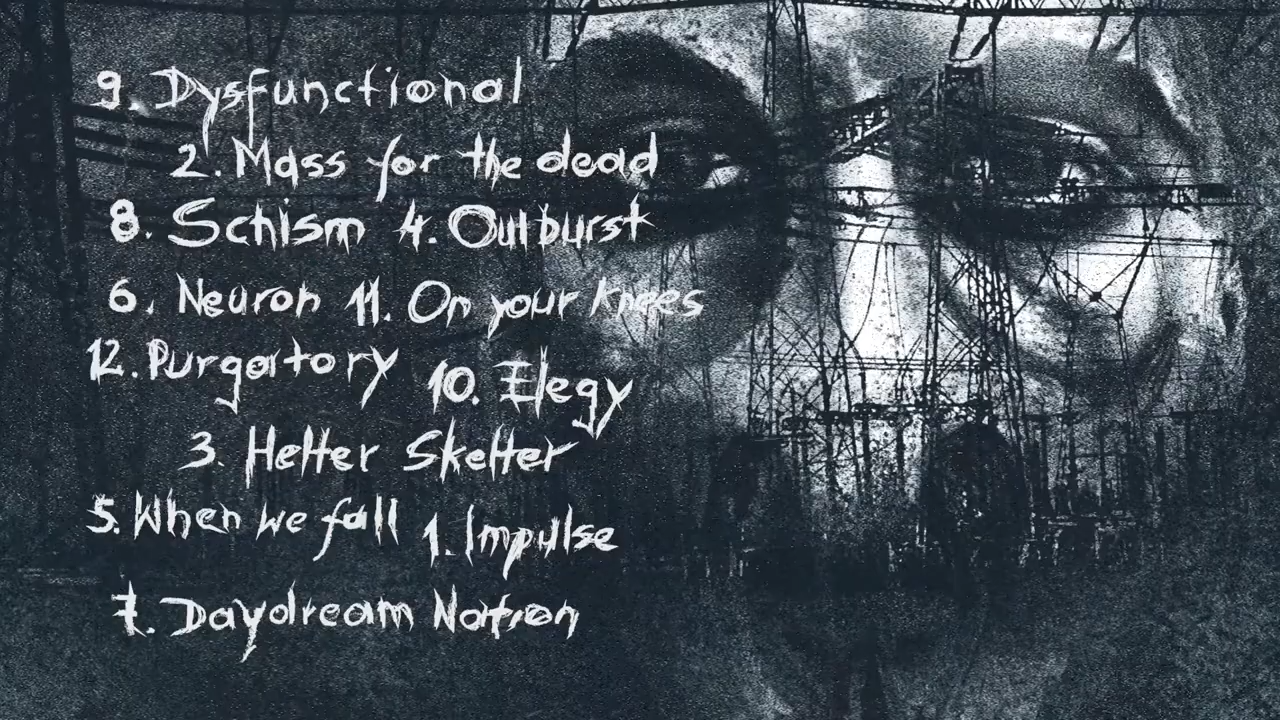 9. Dysfunctional
2. Mass for the dead
8. Schism 4. Outburst
6. Neuron 11. On your knees
12. Purgatory 10. Elegy
3. Helter Skelter
5. When we fall 1. Impulse
7. Daydream Nation